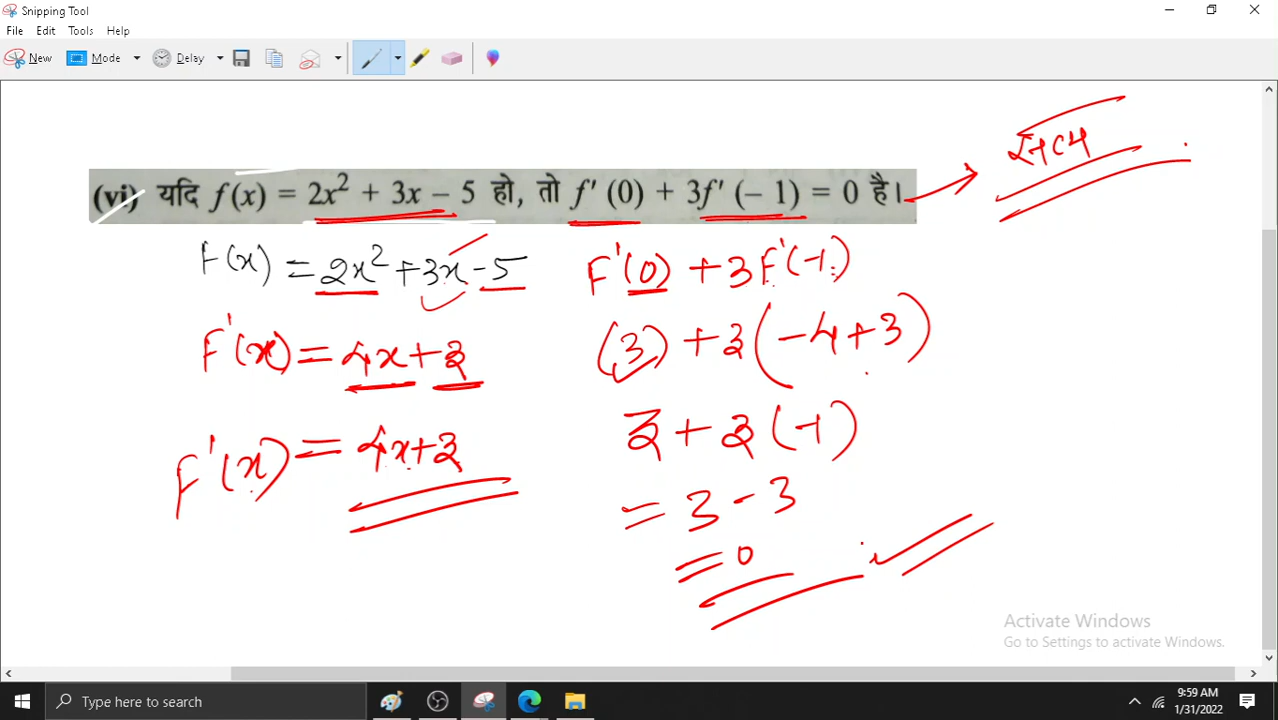 Snipping Tool
File Edit Tools Help
New Mode Delay
सत्य
(vi) यदि f(x) = 2x² + 3x – 5 हो, तो f' (0) + 3f' (– 1) = 0 है।
F(x) = 2x² + 3x - 5
F'(0) + 3F'(-1)
F'(x) = 4x + 3
(3) + 3(-4+3)
3 + 3(-1)
F'(x) = 4x+3
= 3 - 3
= 0
Activate Windows
Go to Settings to activate Windows.
Type here to search
9:59 AM
1/31/2022